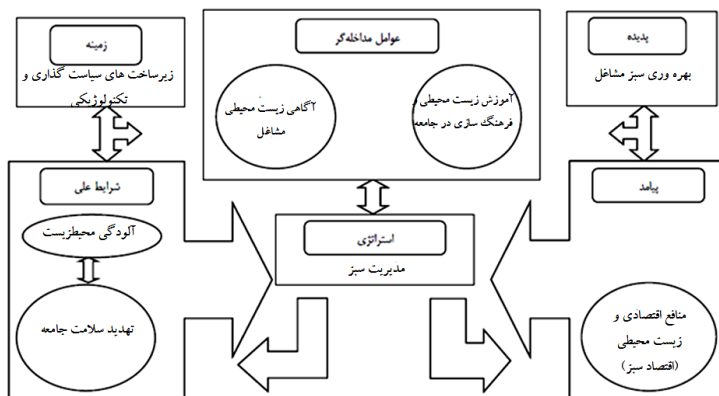 پدیده
بهره وری سبز مشاغل
عوامل مداخله‌گر
آموزش زیست محیطی و
فرهنگ سازی در جامعه
آگاهی زیست محیطی
مشاغل
زمینه
زیرساخت های سیاست گذاری و
تکنولوژیکی
پیامد
منافع اقتصادی و
زیست محیطی
(اقتصاد سبز)
استراتژی
مدیریت سبز
شرایط علی
آلودگی محیطزیست
تهدید سلامت جامعه